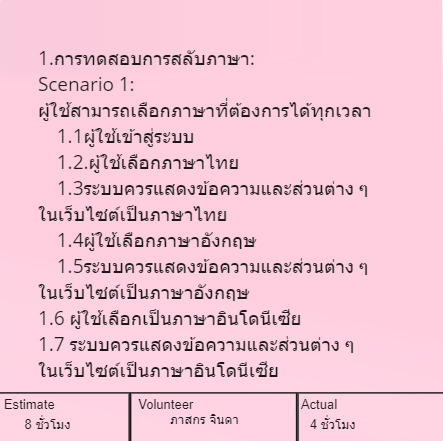 1.การทดสอบการสลับภาษา:
Scenario 1:
ผู้ใช้สามารถเลือกภาษาที่ต้องการได้ทุกเวลา
1.1ผู้ใช้เข้าสู่ระบบ
1.2.ผู้ใช้เลือกภาษาไทย
1.3ระบบควรแสดงข้อความและส่วนต่าง ๆ
ในเว็บไซต์เป็นภาษาไทย
1.4ผู้ใช้เลือกภาษาอังกฤษ
1.5ระบบควรแสดงข้อความและส่วนต่าง ๆ
ในเว็บไซต์เป็นภาษาอังกฤษ
1.6 ผู้ใช้เลือกเป็นภาษาอินโดนีเซีย
1.7 ระบบควรแสดงข้อความและส่วนต่าง ๆ
ในเว็บไซต์เป็นภาษาอินโดนีเซีย
Estimate
8 ชั่วโมง
Volunteer
ภาสกร จินดา
Actual
4 ชั่วโมง